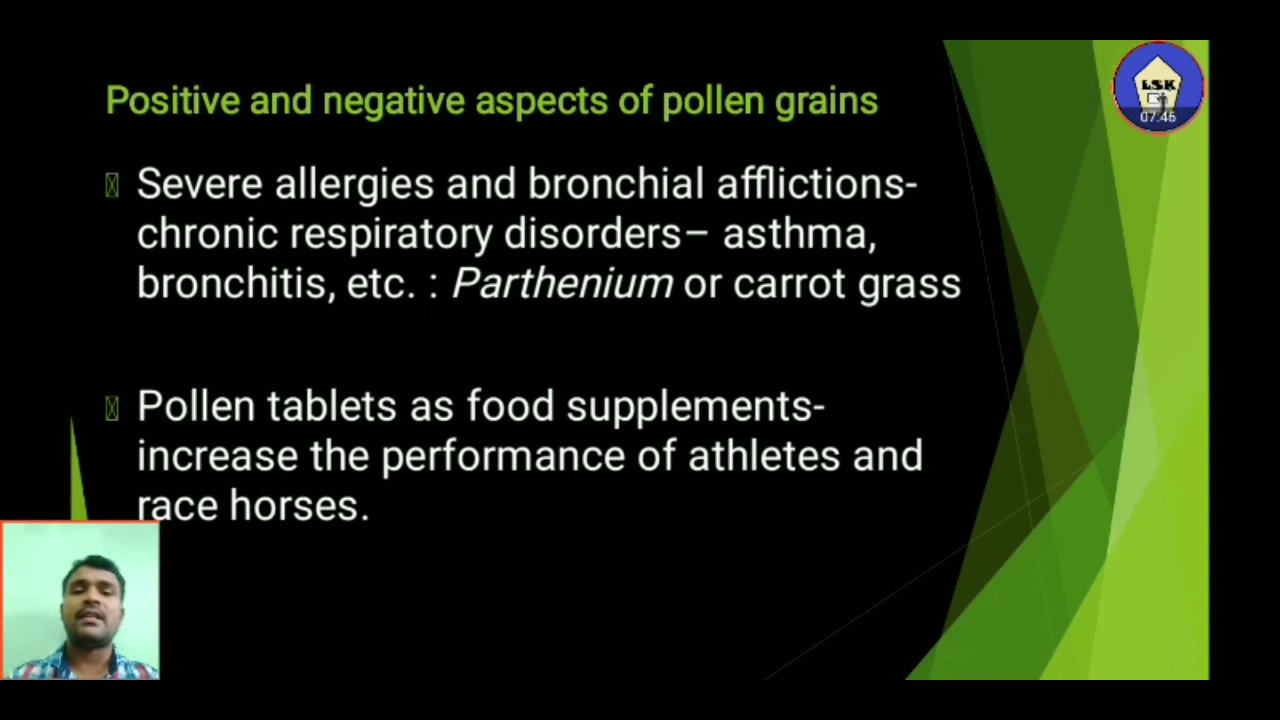 LSK
07:46
Positive and negative aspects of pollen grains
Severe allergies and bronchial afflictions-
chronic respiratory disorders– asthma,
bronchitis, etc. : Parthenium or carrot grass
Pollen tablets as food supplements-
increase the performance of athletes and
race horses.